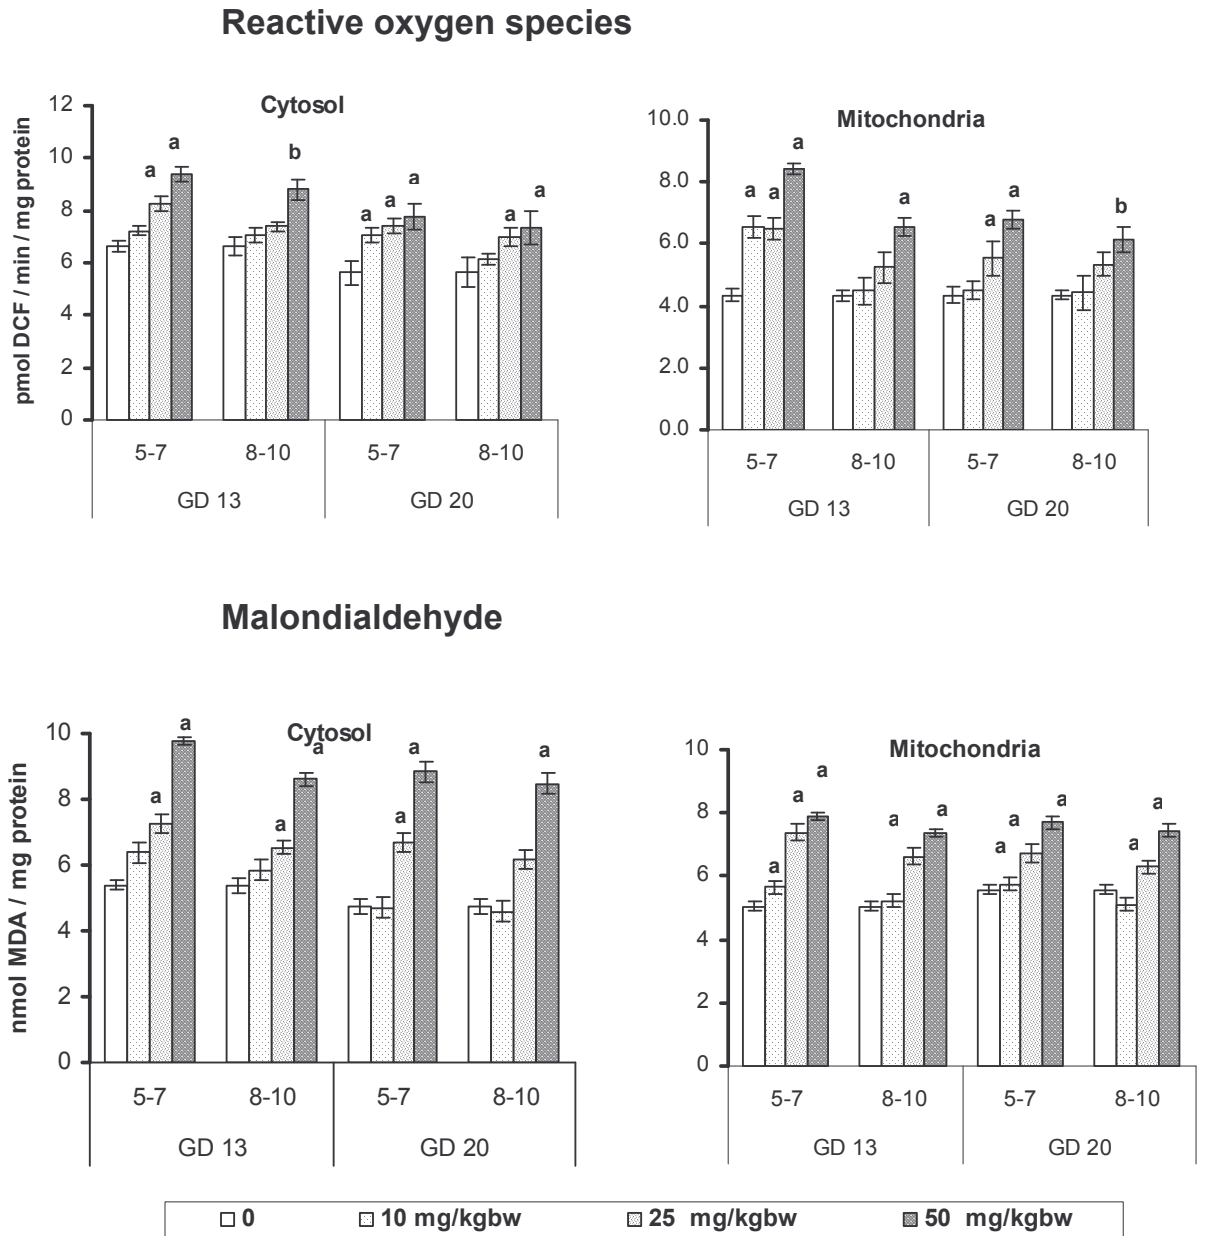 Reactive oxygen species
Cytosol
pmol DCF / min / mg protein
12
10
8
6
4
2
0
a
a
b
a
a
a
a
a
5-7
8-10
5-7
8-10
GD 13
GD 20
Mitochondria
10.0
8.0
6.0
4.0
2.0
0.0
a
a
a
a
a
a
b
5-7
8-10
5-7
8-10
GD 13
GD 20
Malondialdehyde
Cytosol
nmol MDA / mg protein
10
8
6
4
2
0
a
a
a
a
a
a
a
5-7
8-10
5-7
8-10
GD 13
GD 20
Mitochondria
10
8
6
4
2
0
a
a
a
a
a
a
a
a
a
a
5-7
8-10
5-7
8-10
GD 13
GD 20
0 10 mg/kgbw 25 mg/kgbw 50 mg/kgbw